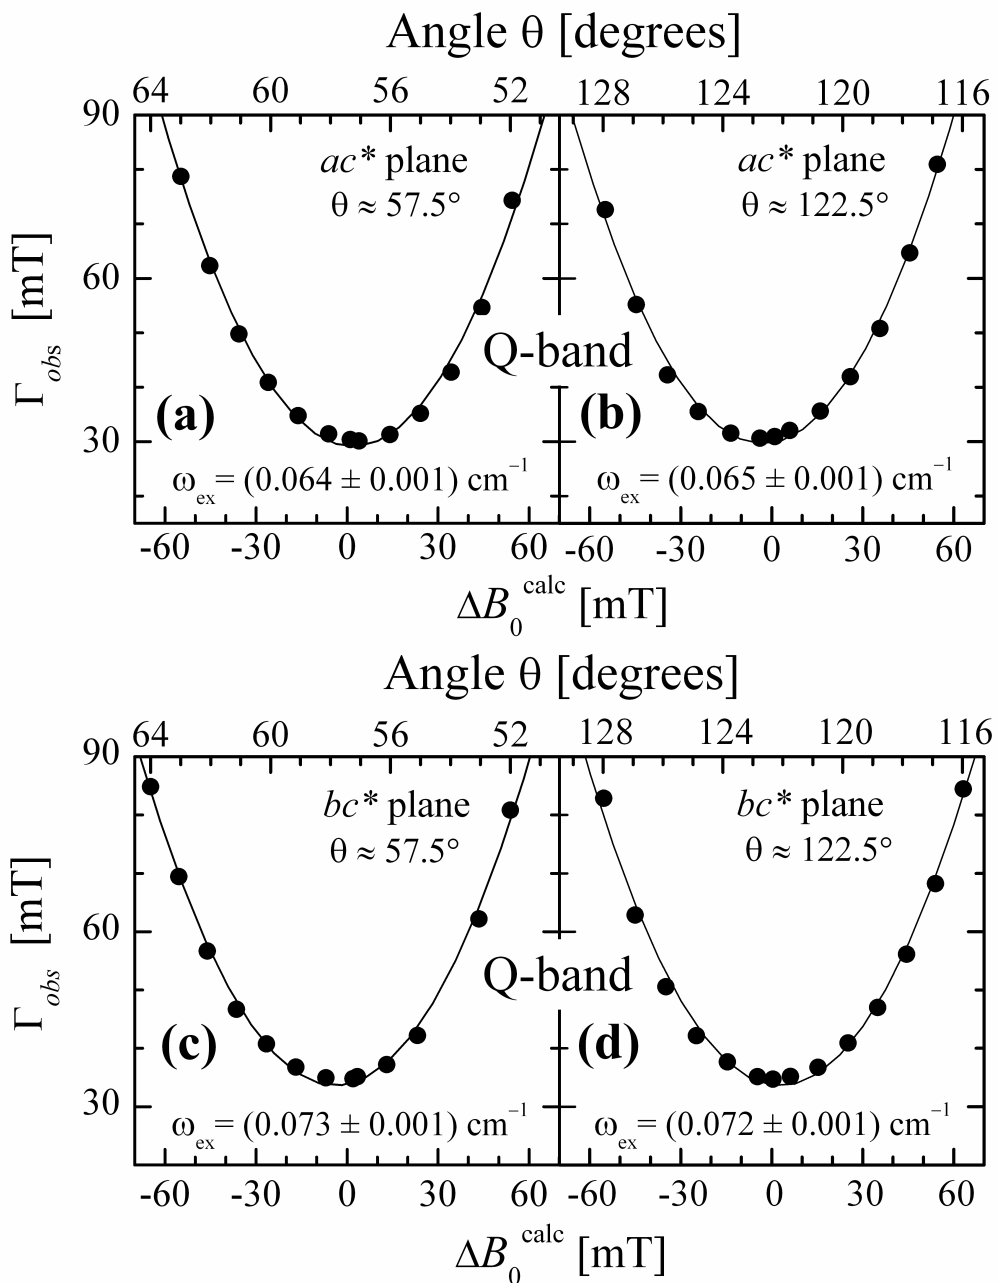 Angle θ [degrees]
64 60 56 52 128 124 120 116
90
ac* plane
θ ≈ 57.5°
ac* plane
θ ≈ 122.5°
60
Γobs [mT]
Q-band
(a)
(b)
30
ωex = (0.064 ± 0.001) cm⁻¹
ωex = (0.065 ± 0.001) cm⁻¹
-60 -30 0 30 60 -60 -30 0 30 60
ΔB₀calc [mT]
Angle θ [degrees]
64 60 56 52 128 124 120 116
90
bc* plane
θ ≈ 57.5°
bc* plane
θ ≈ 122.5°
60
Γobs [mT]
Q-band
(c)
(d)
30
ωex = (0.073 ± 0.001) cm⁻¹
ωex = (0.072 ± 0.001) cm⁻¹
-60 -30 0 30 60 -60 -30 0 30 60
ΔB₀calc [mT]